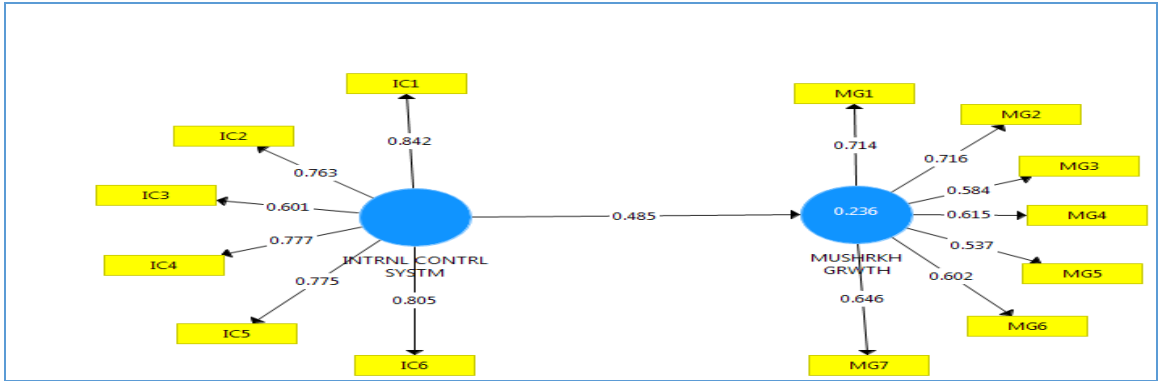 IC1
0.842
IC2
0.763
IC3
0.601
IC4
0.777
IC5
0.775
IC6
0.805
INTRNL CONTRL
SYSTM
0.485
0.236
MUSHRKH
GRWTH
MG1
0.714
MG2
0.716
MG3
0.584
MG4
0.615
MG5
0.537
MG6
0.602
MG7
0.646